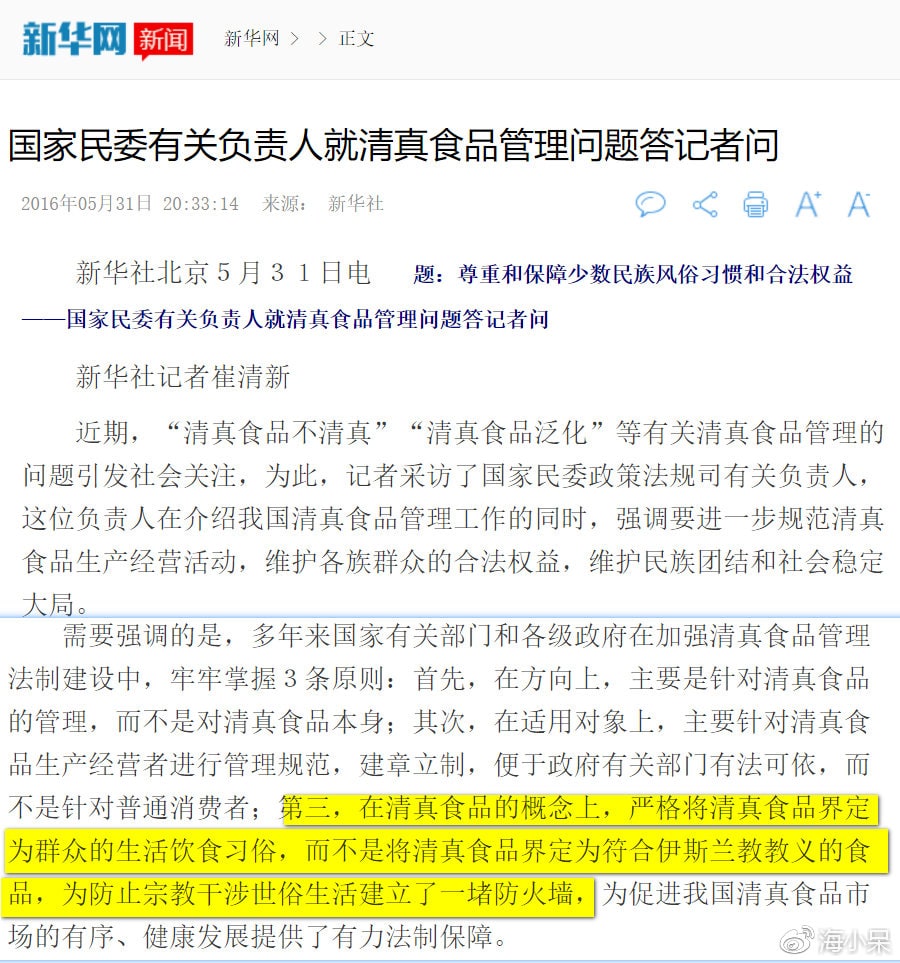 新华网 新闻 新华网 > > 正文
国家民委有关负责人就清真食品管理问题答记者问
2016年05月31日 20:33:14 来源： 新华社 A+ A-
新华社北京５月３１日电 题：尊重和保障少数民族风俗习惯和合法权益
——国家民委有关负责人就清真食品管理问题答记者问
新华社记者崔清新
近期，“清真食品不清真”“清真食品泛化”等有关清真食品管理的
问题引发社会关注，为此，记者采访了国家民委政策法规司有关负责人，
这位负责人在介绍我国清真食品管理工作的同时，强调要进一步规范清真
食品生产经营活动，维护各族群众的合法权益，维护民族团结和社会稳定
大局。
需要强调的是，多年来国家有关部门和各级政府在加强清真食品管理
法制建设中，牢牢掌握３条原则：首先，在方向上，主要是针对清真食品
的管理，而不是对清真食品本身；其次，在适用对象上，主要针对清真食
品生产经营者进行管理规范，建章立制，便于政府有关部门有法可依，而
不是针对普通消费者；第三，在清真食品的概念上，严格将清真食品界定
为群众的生活饮食习俗，而不是将清真食品界定为符合伊斯兰教教义的食
品，为防止宗教干涉世俗生活建立了一堵防火墙，为促进我国清真食品市
场的有序、健康发展提供了有力法制保障。
海小呆